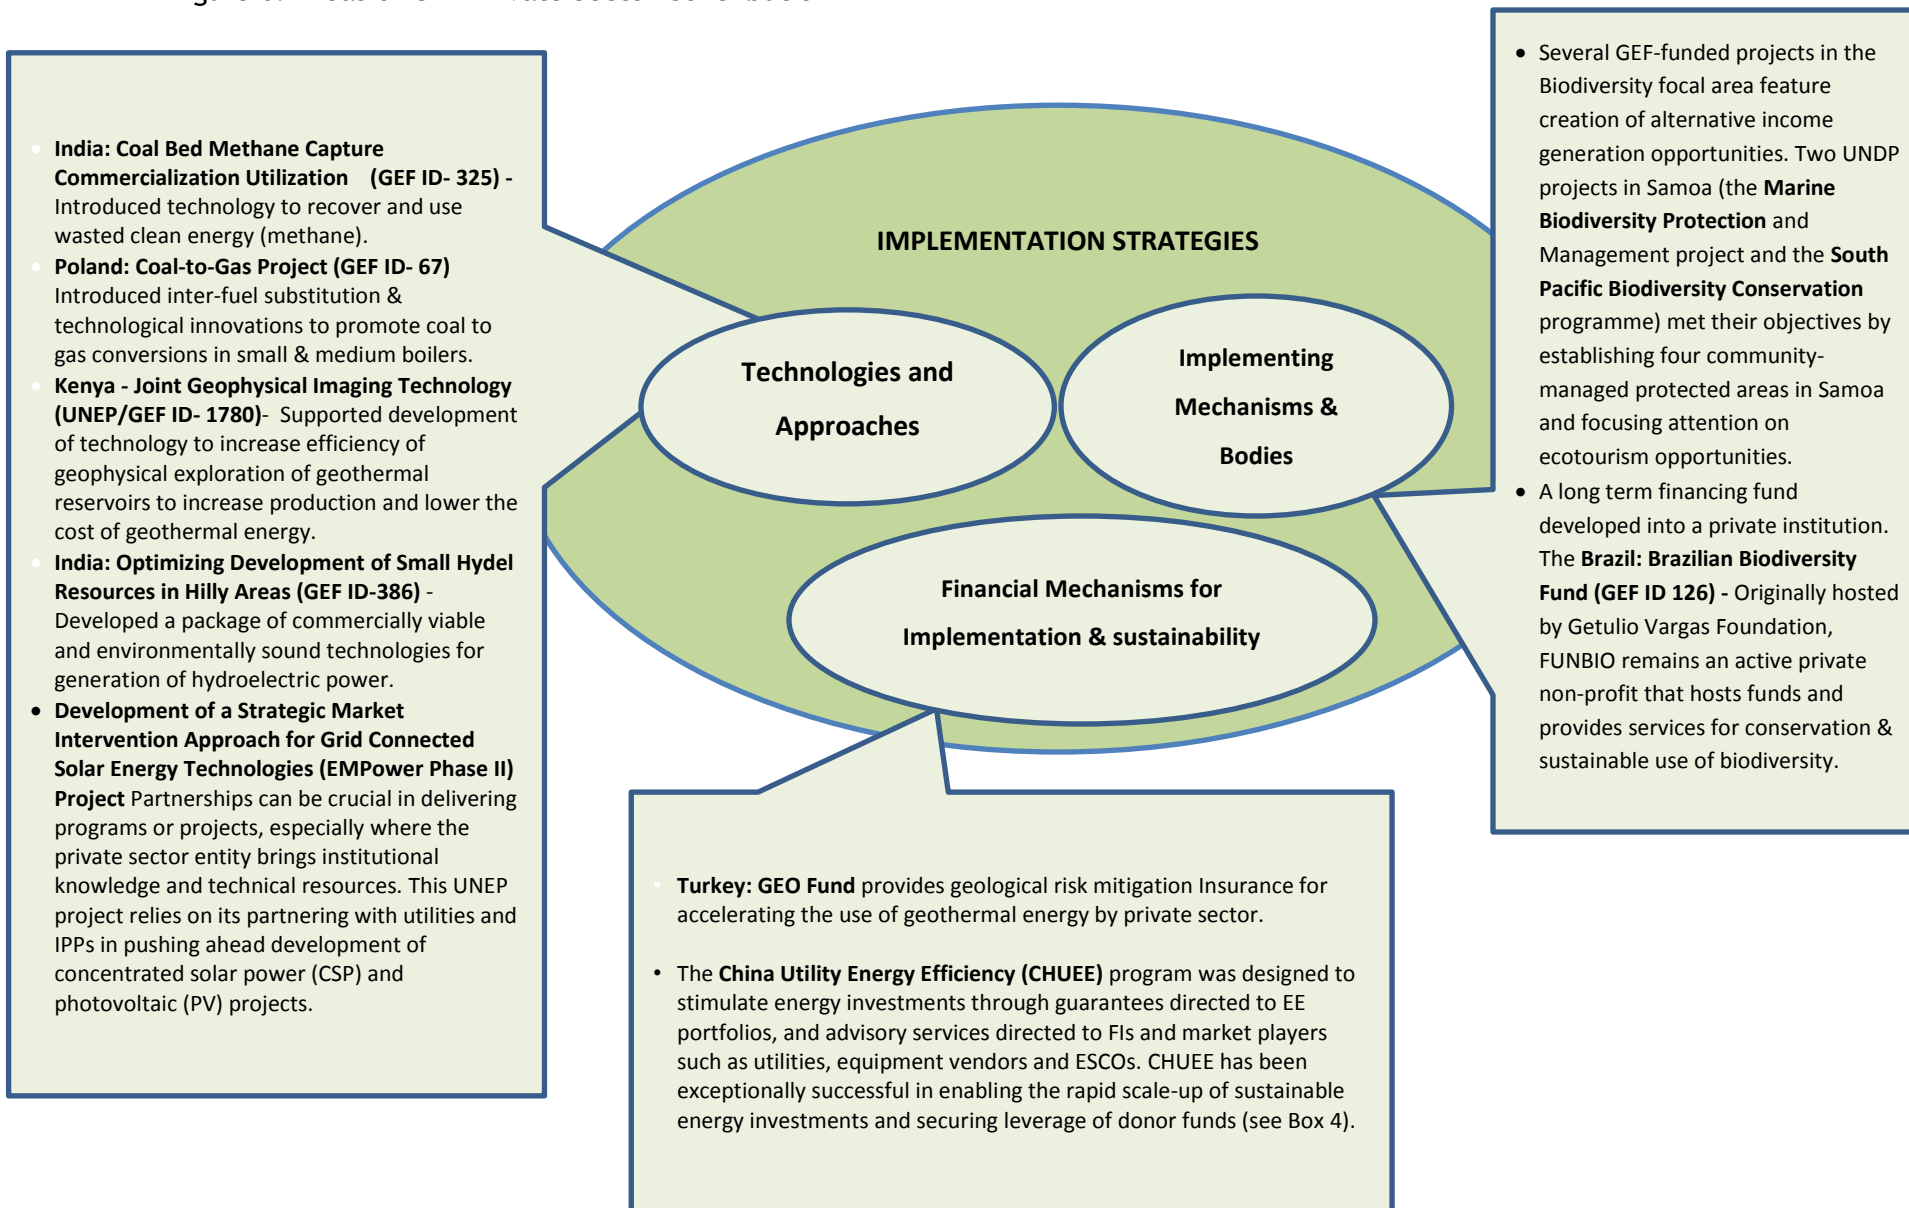 • India: Coal Bed Methane Capture
Commercialization Utilization (GEF ID- 325) -
Introduced technology to recover and use
wasted clean energy (methane).
• Poland: Coal-to-Gas Project (GEF ID- 67)
Introduced inter-fuel substitution &
technological innovations to promote coal to
gas conversions in small & medium boilers.
• Kenya - Joint Geophysical Imaging Technology
(UNEP/GEF ID- 1780)- Supported development
of technology to increase efficiency of
geophysical exploration of geothermal
reservoirs to increase production and lower the
cost of geothermal energy.
• India: Optimizing Development of Small Hydel
Resources in Hilly Areas (GEF ID-386) -
Developed a package of commercially viable
and environmentally sound technologies for
generation of hydroelectric power.
• Development of a Strategic Market
Intervention Approach for Grid Connected
Solar Energy Technologies (EMPower Phase II)
Project Partnerships can be crucial in delivering
programs or projects, especially where the
private sector entity brings institutional
knowledge and technical resources. This UNEP
project relies on its partnering with utilities and
IPPs in pushing ahead development of
concentrated solar power (CSP) and
photovoltaic (PV) projects.
IMPLEMENTATION STRATEGIES
Technologies and
Approaches
Implementing
Mechanisms &
Bodies
Financial Mechanisms for
Implementation & sustainability
• Several GEF-funded projects in the
Biodiversity focal area feature
creation of alternative income
generation opportunities. Two UNDP
projects in Samoa (the Marine
Biodiversity Protection and
Management project and the South
Pacific Biodiversity Conservation
programme) met their objectives by
establishing four community-
managed protected areas in Samoa
and focusing attention on
ecotourism opportunities.
• A long term financing fund
developed into a private institution.
The Brazil: Brazilian Biodiversity
Fund (GEF ID 126) - Originally hosted
by Getulio Vargas Foundation,
FUNBIO remains an active private
non-profit that hosts funds and
provides services for conservation &
sustainable use of biodiversity.
• Turkey: GEO Fund provides geological risk mitigation Insurance for
accelerating the use of geothermal energy by private sector.
• The China Utility Energy Efficiency (CHUEE) program was designed to
stimulate energy investments through guarantees directed to EE
portfolios, and advisory services directed to FIs and market players
such as utilities, equipment vendors and ESCOs. CHUEE has been
exceptionally successful in enabling the rapid scale-up of sustainable
energy investments and securing leverage of donor funds (see Box 4).